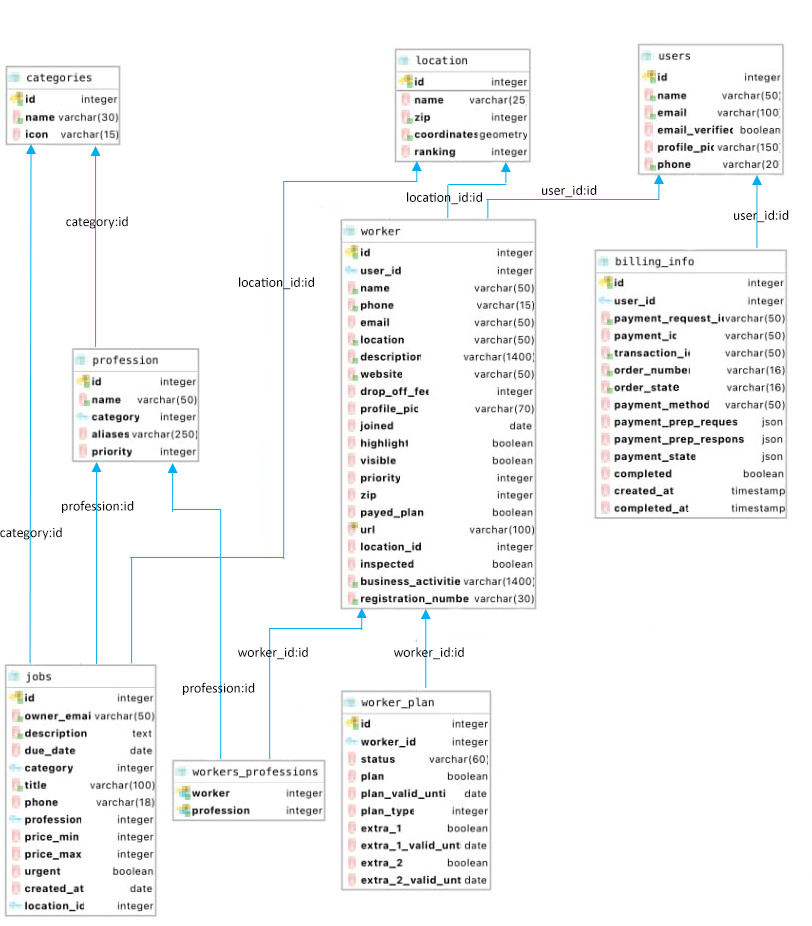 categories
id integer
name varchar(30)
icon varchar(15)
location
id integer
name varchar(25
zip integer
coordinates geometry
ranking integer
users
id integer
name varchar(50)
email varchar(100)
email_verified boolean
profile_pic varchar(150)
phone varchar(20)
category:id
location_id:id
user_id:id
user_id:id
location_id:id
worker
id integer
user_id integer
name varchar(50)
phone varchar(15)
email varchar(50)
location varchar(50)
description varchar(1400)
website varchar(50)
drop_off_fee integer
profile_pic varchar(70)
joined date
highlight boolean
visible boolean
priority integer
zip integer
payed_plan boolean
url varchar(100)
location_id integer
inspected boolean
business_activitie varchar(1400)
registration_numbe varchar(30)
billing_info
id integer
user_id integer
payment_request_i varchar(50)
payment_ic varchar(50)
transaction_i varchar(50)
order_number varchar(16)
order_state varchar(16)
payment_method varchar(50)
payment_prep_reques json
payment_prep_respons json
payment_state json
completed boolean
created_at timestamp
completed_at timestamp
profession
id integer
name varchar(50)
category integer
aliases varchar(250)
priority integer
profession:id
category:id
worker_id:id
worker_id:id
profession:id
jobs
id integer
owner_emai varchar(50)
description text
due_date date
category integer
title varchar(100)
phone varchar(18)
profession integer
price_min integer
price_max integer
urgent boolean
created_at date
location_id integer
workers_professions
worker integer
profession integer
worker_plan
id integer
worker_id integer
status varchar(60)
plan boolean
plan_valid_unti date
plan_type integer
extra_1 boolean
extra_1_valid_unt date
extra_2 boolean
extra_2_valid_unt date